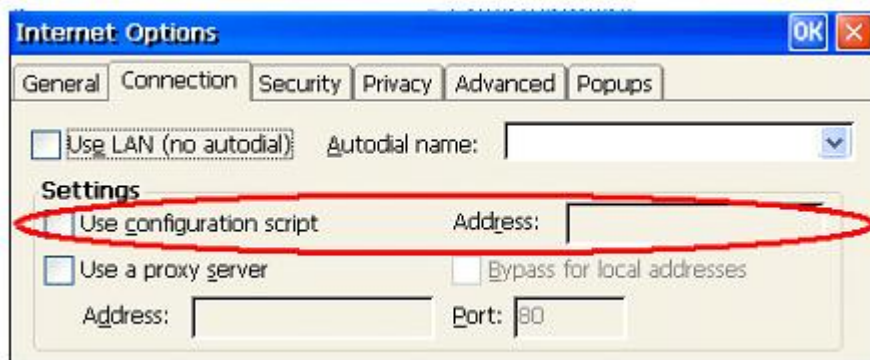 Internet Options OK
General Connection Security Privacy Advanced Popups
Use LAN (no autodial) Autodial name:
Settings
Use configuration script Address:
Use a proxy server Bypass for local addresses
Address: Port: 80